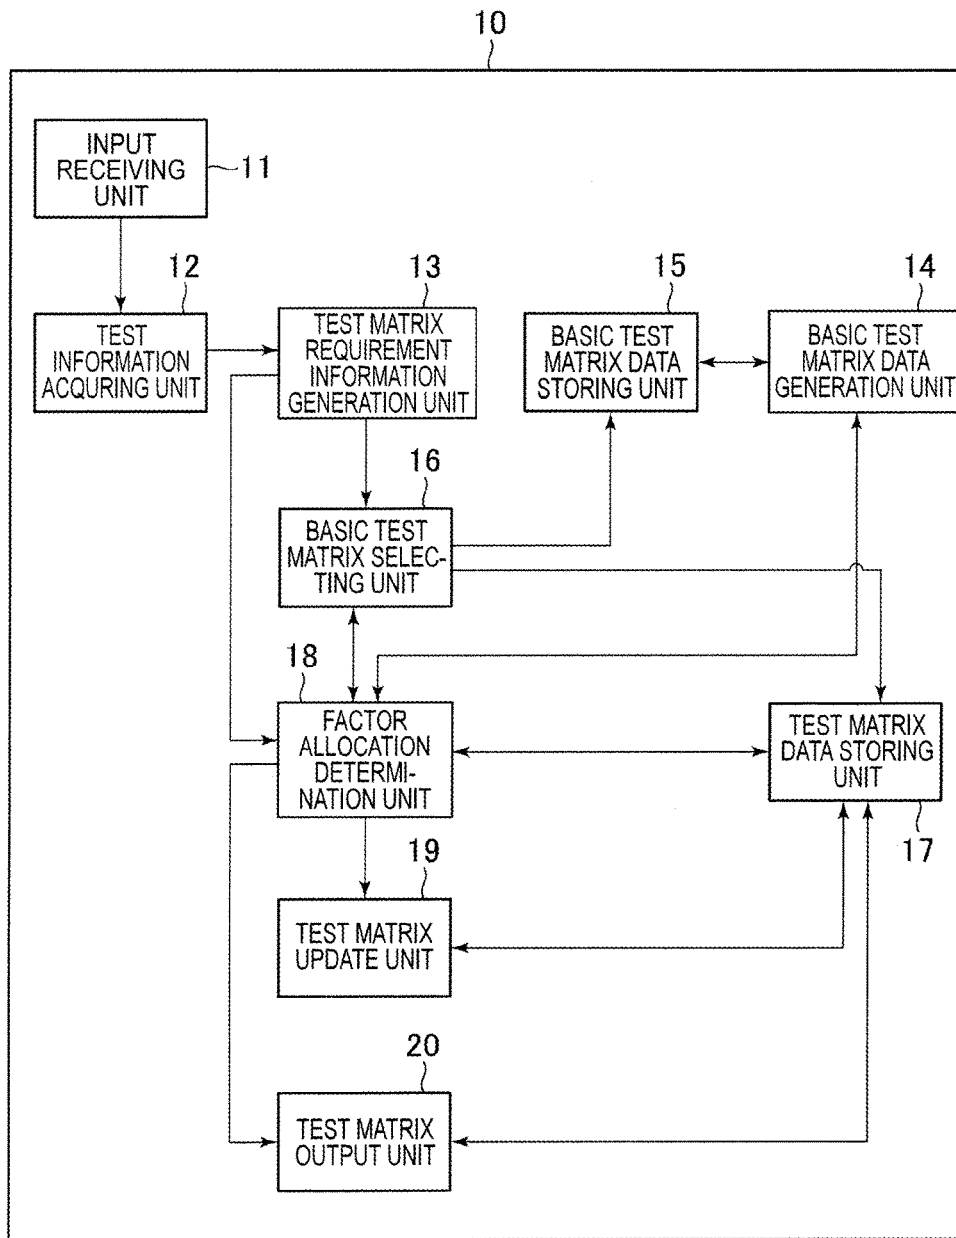 10
INPUT
RECEIVING
UNIT
11
12
TEST
INFORMATION
ACQURING UNIT
13
TEST MATRIX
REQUIREMENT
INFORMATION
GENERATION UNIT
15
BASIC TEST
MATRIX DATA
STORING UNIT
14
BASIC TEST
MATRIX DATA
GENERATION UNIT
16
BASIC TEST
MATRIX SELEC-
TING UNIT
18
FACTOR
ALLOCATION
DETERMI-
NATION UNIT
TEST MATRIX
DATA STORING
UNIT
17
19
TEST MATRIX
UPDATE UNIT
20
TEST MATRIX
OUTPUT UNIT